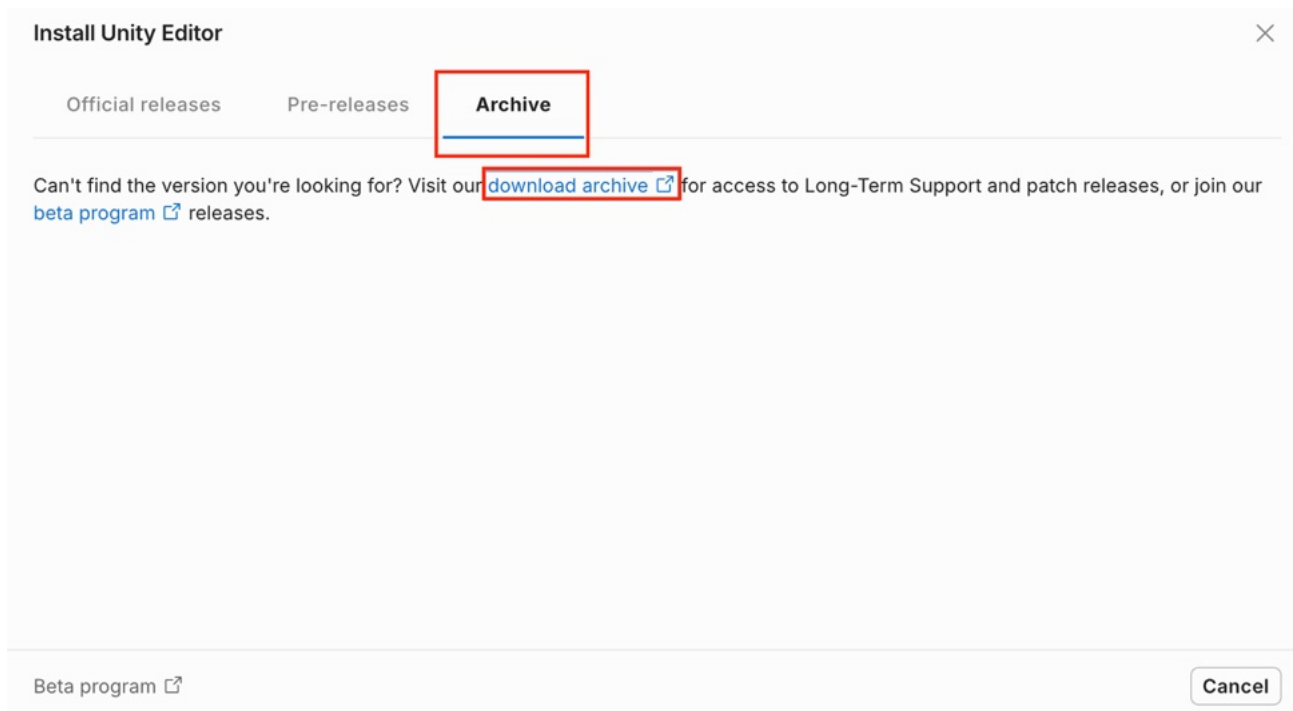 Install Unity Editor
Official releases Pre-releases Archive
Can't find the version you're looking for? Visit our download archive for access to Long-Term Support and patch releases, or join our
beta program releases.
Beta program Cancel